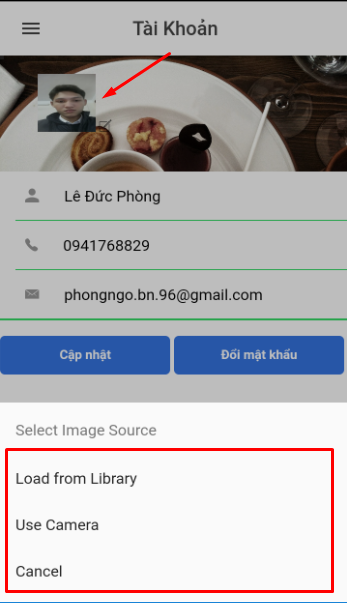 Tài Khoản
Lê Đức Phòng
0941768829
phongngo.bn.96@gmail.com
Cập nhật
Đổi mật khẩu
Select Image Source
Load from Library
Use Camera
Cancel